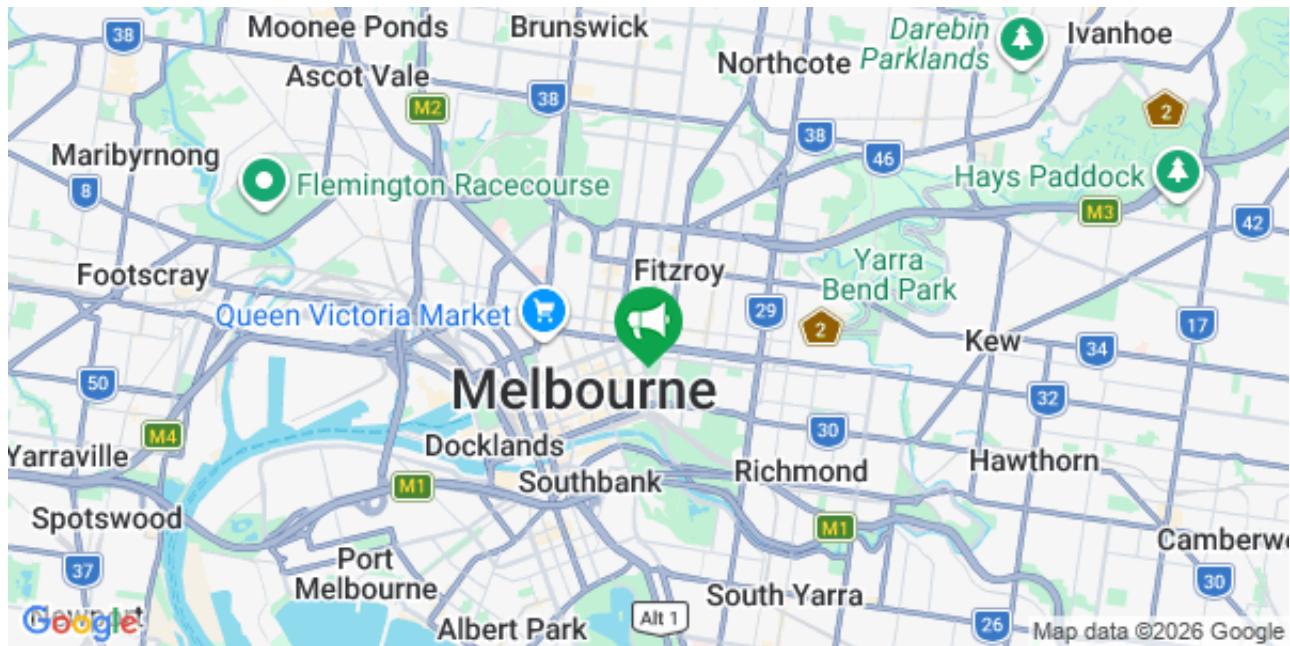 38
Moonee Ponds
Brunswick
Darebin
Parklands
Ivanhoe
Northcote
Ascot Vale
M2
38
2
38
46
Maribyrnong
8
Flemington Racecourse
Hays Paddock
M3
42
Footscray
Fitzroy
Yarra
Bend Park
Queen Victoria Market
29
2
17
Kew
34
50
Melbourne
32
M4
Docklands
30
Yarraville
Richmond
Hawthorn
M1
Southbank
Spotswood
M1
Camberwe
37
Port
Melbourne
30
South Yarra
Google
Newport
Albert Park
Alt 1
26
Map data ©2026 Google